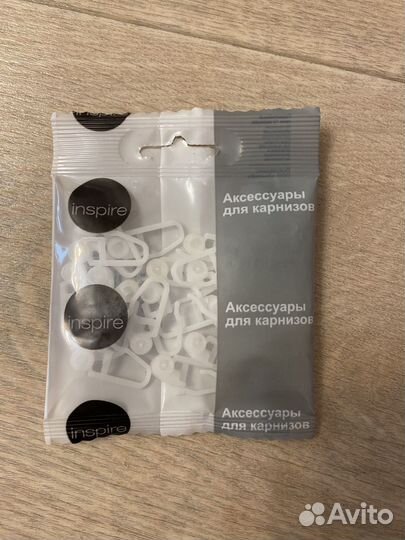 inspire
Аксессуары
для карнизов
inspire
Аксессуары
для карнизов
Аксессуары
для карнизов
inspire
Avito